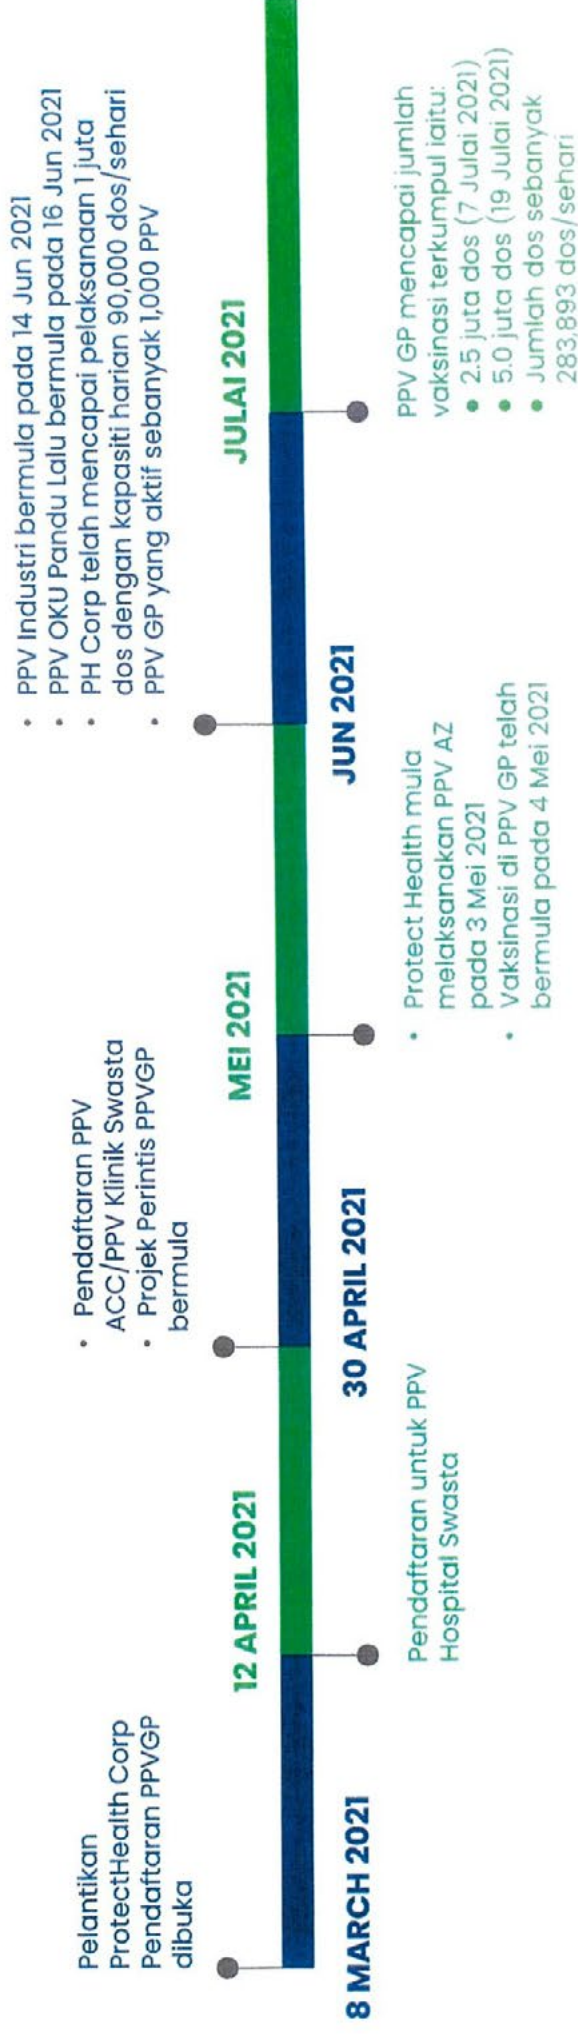 Pelantikan
ProtectHealth Corp
Pendaftaran PPVGP
dibuka
8 MARCH 2021
12 APRIL 2021
Pendaftaran untuk PPV
Hospital Swasta
• Pendaftaran PPV
ACC/PPV Klinik Swasta
• Projek Perintis PPVGP
bermula
30 APRIL 2021
MEI 2021
• Protect Health mula
melaksanakan PPV AZ
pada 3 Mei 2021
• Vaksinasi di PPV GP telah
bermula pada 4 Mei 2021
• PPV Industri bermula pada 14 Jun 2021
• PPV OKU Pandu Lalu bermula pada 16 Jun 2021
• PH Corp telah mencapai pelaksanaan 1 juta
dos dengan kapasiti harian 90,000 dos/sehari
• PPV GP yang aktif sebanyak 1,000 PPV
JUN 2021
JULAI 2021
PPV GP mencapai jumlah
vaksinasi terkumpul iaitu:
• 2.5 juta dos (7 Julai 2021)
• 5.0 juta dos (19 Julai 2021)
• Jumlah dos sebanyak
283,893 dos/sehari